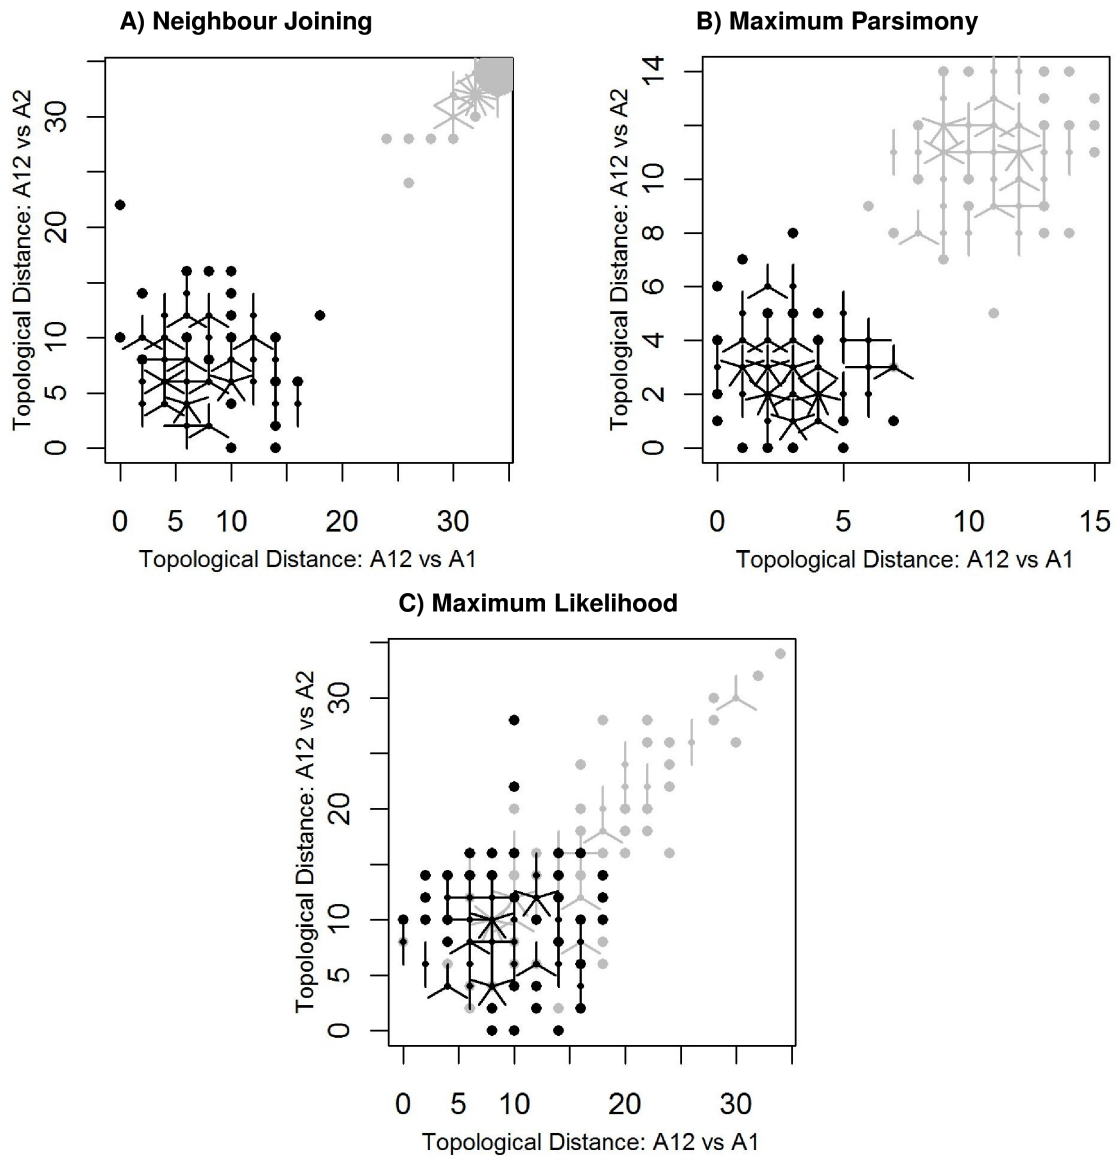 A) Neighbour Joining
Topological Distance: A12 vs A2
30
20
10
5
0
0 5 10 20 30
Topological Distance: A12 vs A1
B) Maximum Parsimony
Topological Distance: A12 vs A2
14
10
8
6
4
2
0
0 5 10 15
Topological Distance: A12 vs A1
C) Maximum Likelihood
Topological Distance: A12 vs A2
30
20
10
5
0
0 5 10 20 30
Topological Distance: A12 vs A1